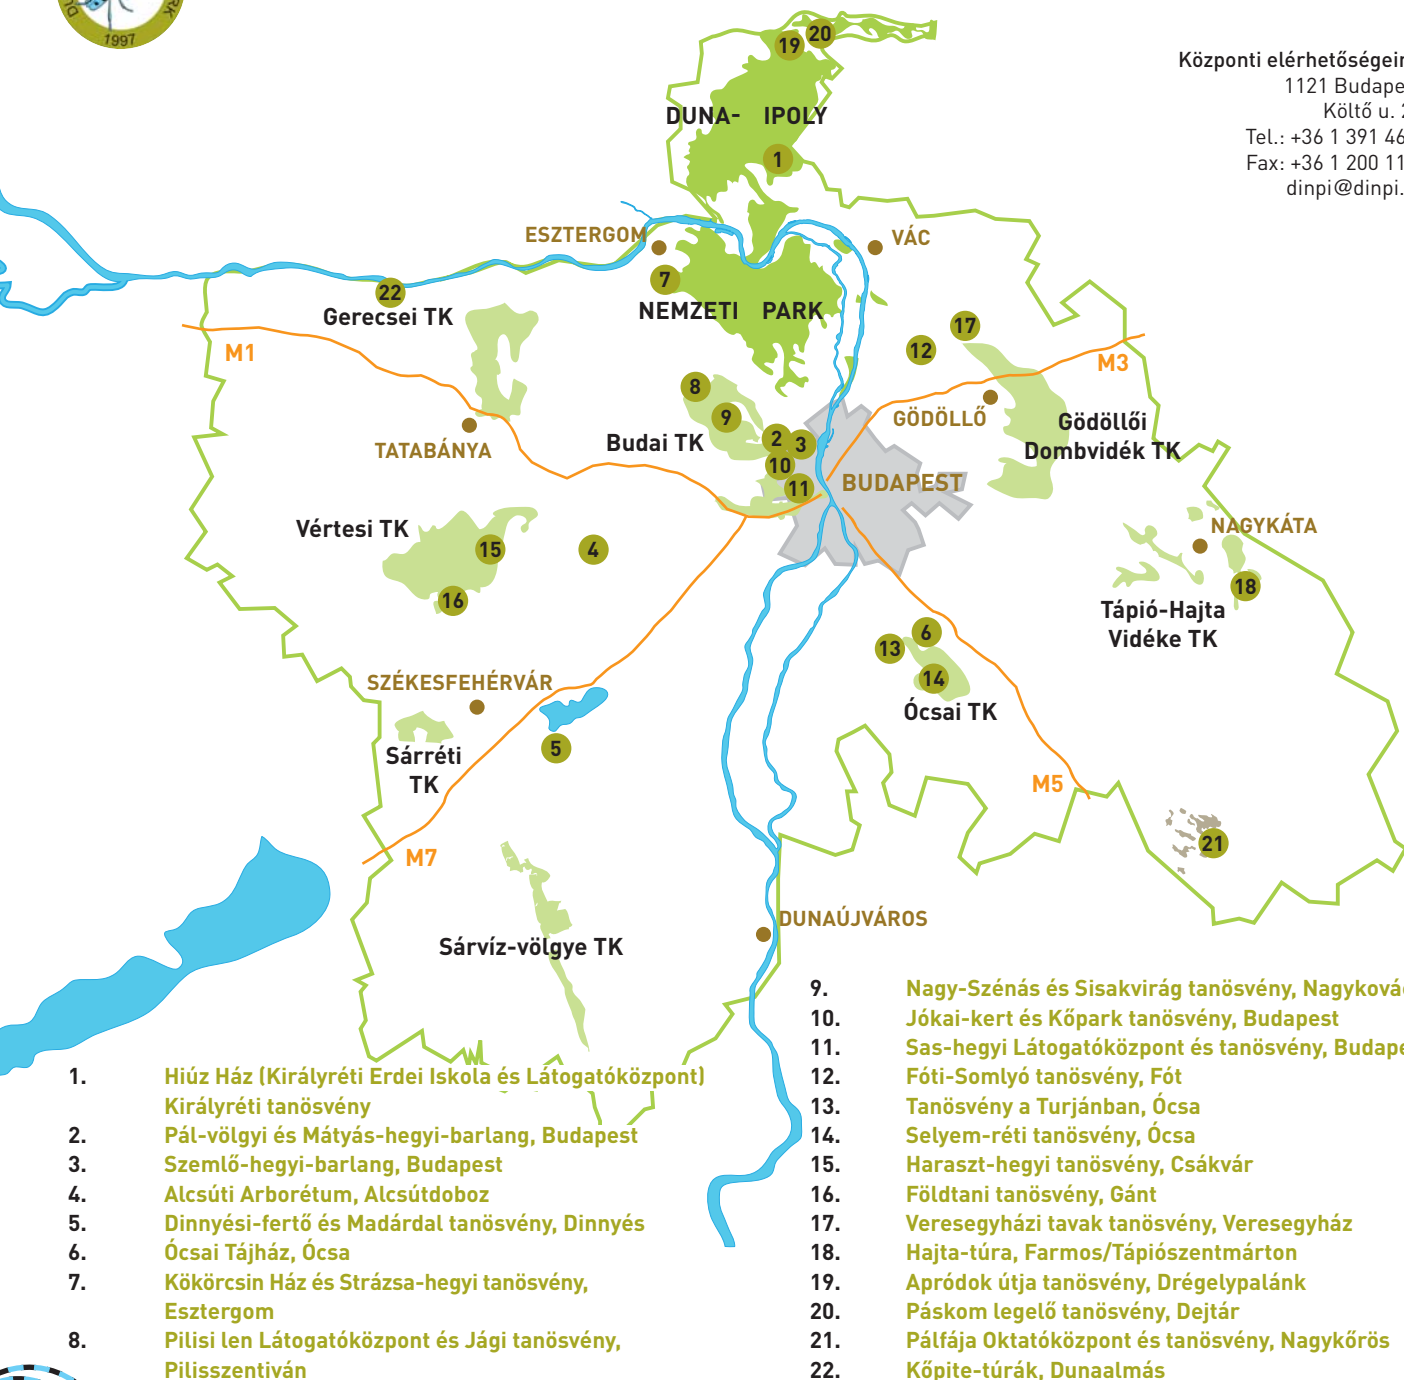 1997
Központi elérhetőségein
1121 Budape
Költő u. 2
Tel.: +36 1 391 46
Fax: +36 1 200 11
dinpi@dinpi.
19
20
DUNA- IPOLY
1
ESZTERGOM
VÁC
7
22
NEMZETI PARK
Gerecsei TK
M1
17
12
M3
8
9
GÖDÖLLŐ
Gödöllői
Dombvidék TK
TATABÁNYA
Budai TK
2
3
10
11
BUDAPEST
Vértesi TK
15
4
16
NAGYKÁTA
18
Tápió-Hajta
Vidéke TK
6
13
14
Ócsai TK
SZÉKESFEHÉRVÁR
5
Sárréti
TK
M5
M7
21
DUNAÚJVÁROS
Sárvíz-völgye TK
1. Hiúz Ház (Királyréti Erdei Iskola és Látogatóközpont)
Királyréti tanösvény
2. Pál-völgyi és Mátyás-hegyi-barlang, Budapest
3. Szemlő-hegyi-barlang, Budapest
4. Alcsúti Arborétum, Alcsútdoboz
5. Dinnyési-fertő és Madárdal tanösvény, Dinnyés
6. Ócsai Tájház, Ócsa
7. Kökörcsin Ház és Strázsa-hegyi tanösvény,
Esztergom
8. Pilisi len Látogatóközpont és Jági tanösvény,
Pilisszentiván
9. Nagy-Szénás és Sisakvirág tanösvény, Nagykovác
10. Jókai-kert és Kőpark tanösvény, Budapest
11. Sas-hegyi Látogatóközpont és tanösvény, Budape
12. Fóti-Somlyó tanösvény, Fót
13. Tanösvény a Turjánban, Ócsa
14. Selyem-réti tanösvény, Ócsa
15. Haraszt-hegyi tanösvény, Csákvár
16. Földtani tanösvény, Gánt
17. Veresegyházi tavak tanösvény, Veresegyház
18. Hajta-túra, Farmos/Tápiószentmárton
19. Apródok útja tanösvény, Drégelypalánk
20. Páskom legelő tanösvény, Dejtár
21. Pálfája Oktatóközpont és tanösvény, Nagykőrös
22. Kőpite-túrák, Dunaalmás